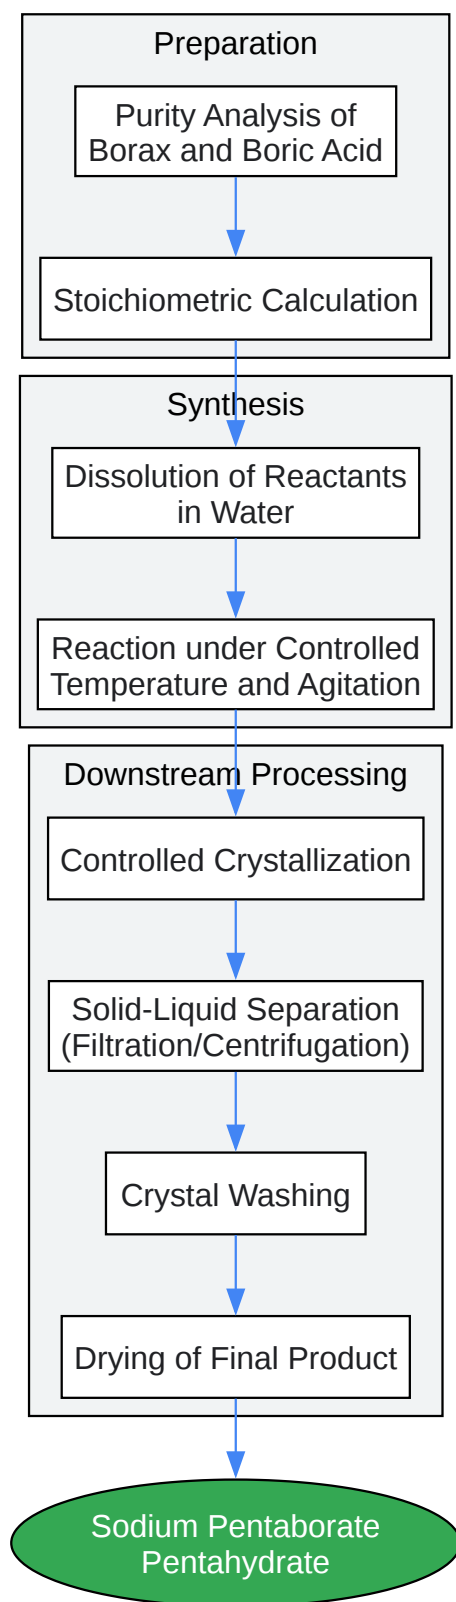 Preparation
Purity Analysis of
Borax and Boric Acid
Stoichiometric Calculation
Synthesis
Dissolution of Reactants
in Water
Reaction under Controlled
Temperature and Agitation
Downstream Processing
Controlled Crystallization
Solid-Liquid Separation
(Filtration/Centrifugation)
Crystal Washing
Drying of Final Product
Sodium Pentaborate
Pentahydrate